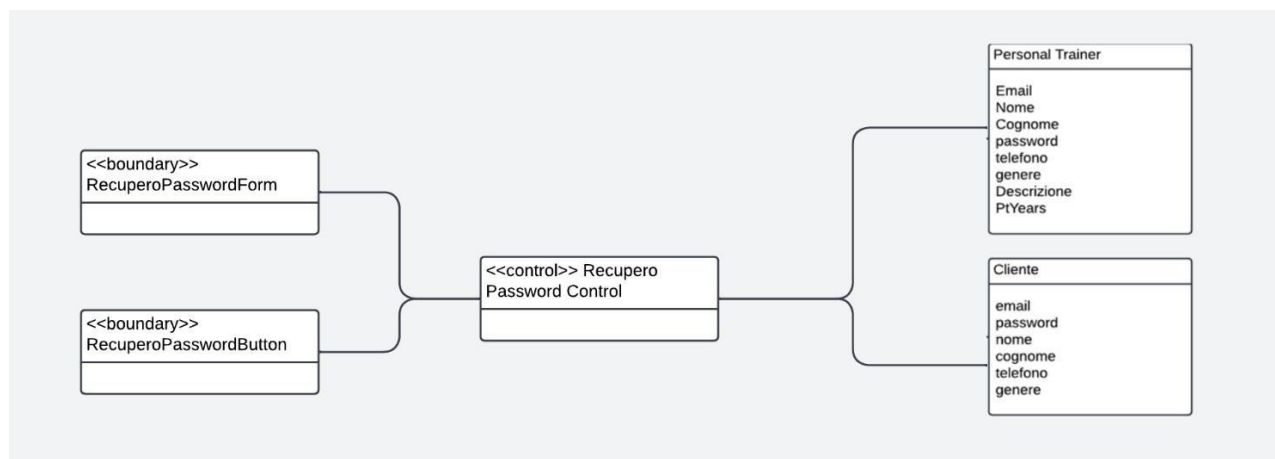 <<boundary>>
RecuperoPasswordForm
<<boundary>>
RecuperoPasswordButton
<<control>> Recupero
Password Control
Personal Trainer
Email
Nome
Cognome
password
telefono
genere
Descrizione
PtYears
Cliente
email
password
nome
cognome
telefono
genere